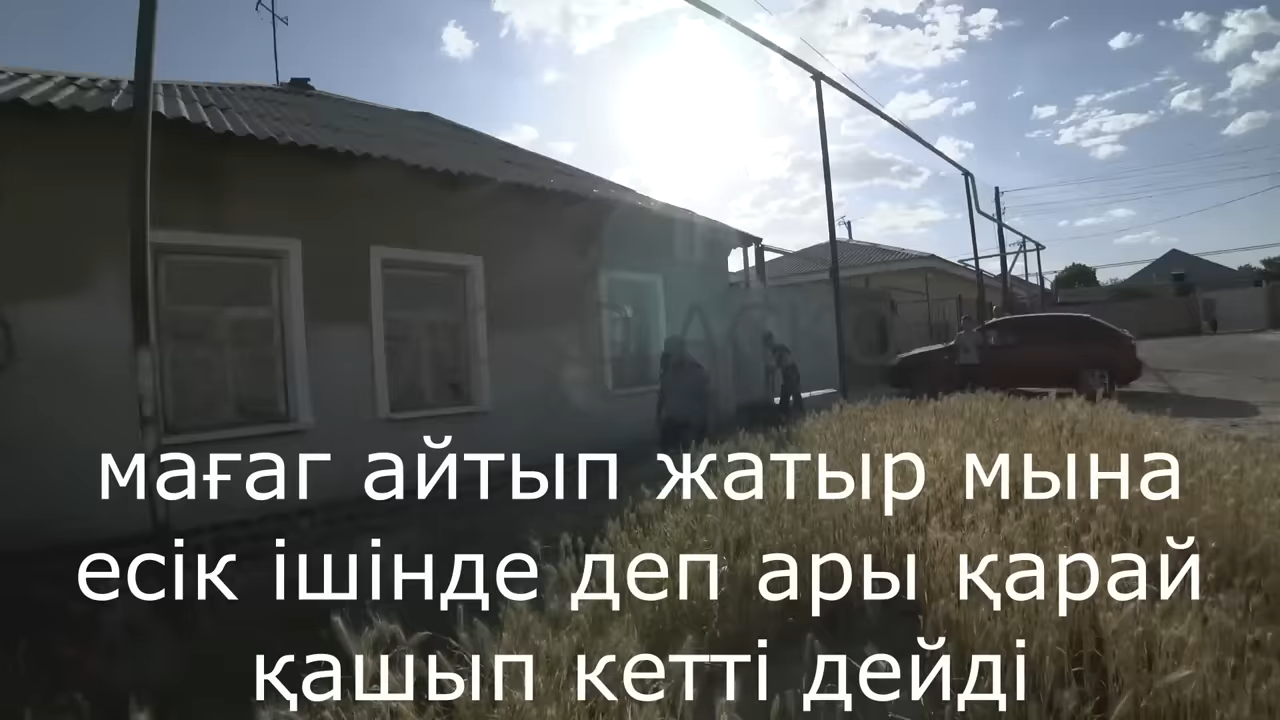 мағаг айтып жатыр мына
есік ішінде деп ары қарай
қашып кетті дейді